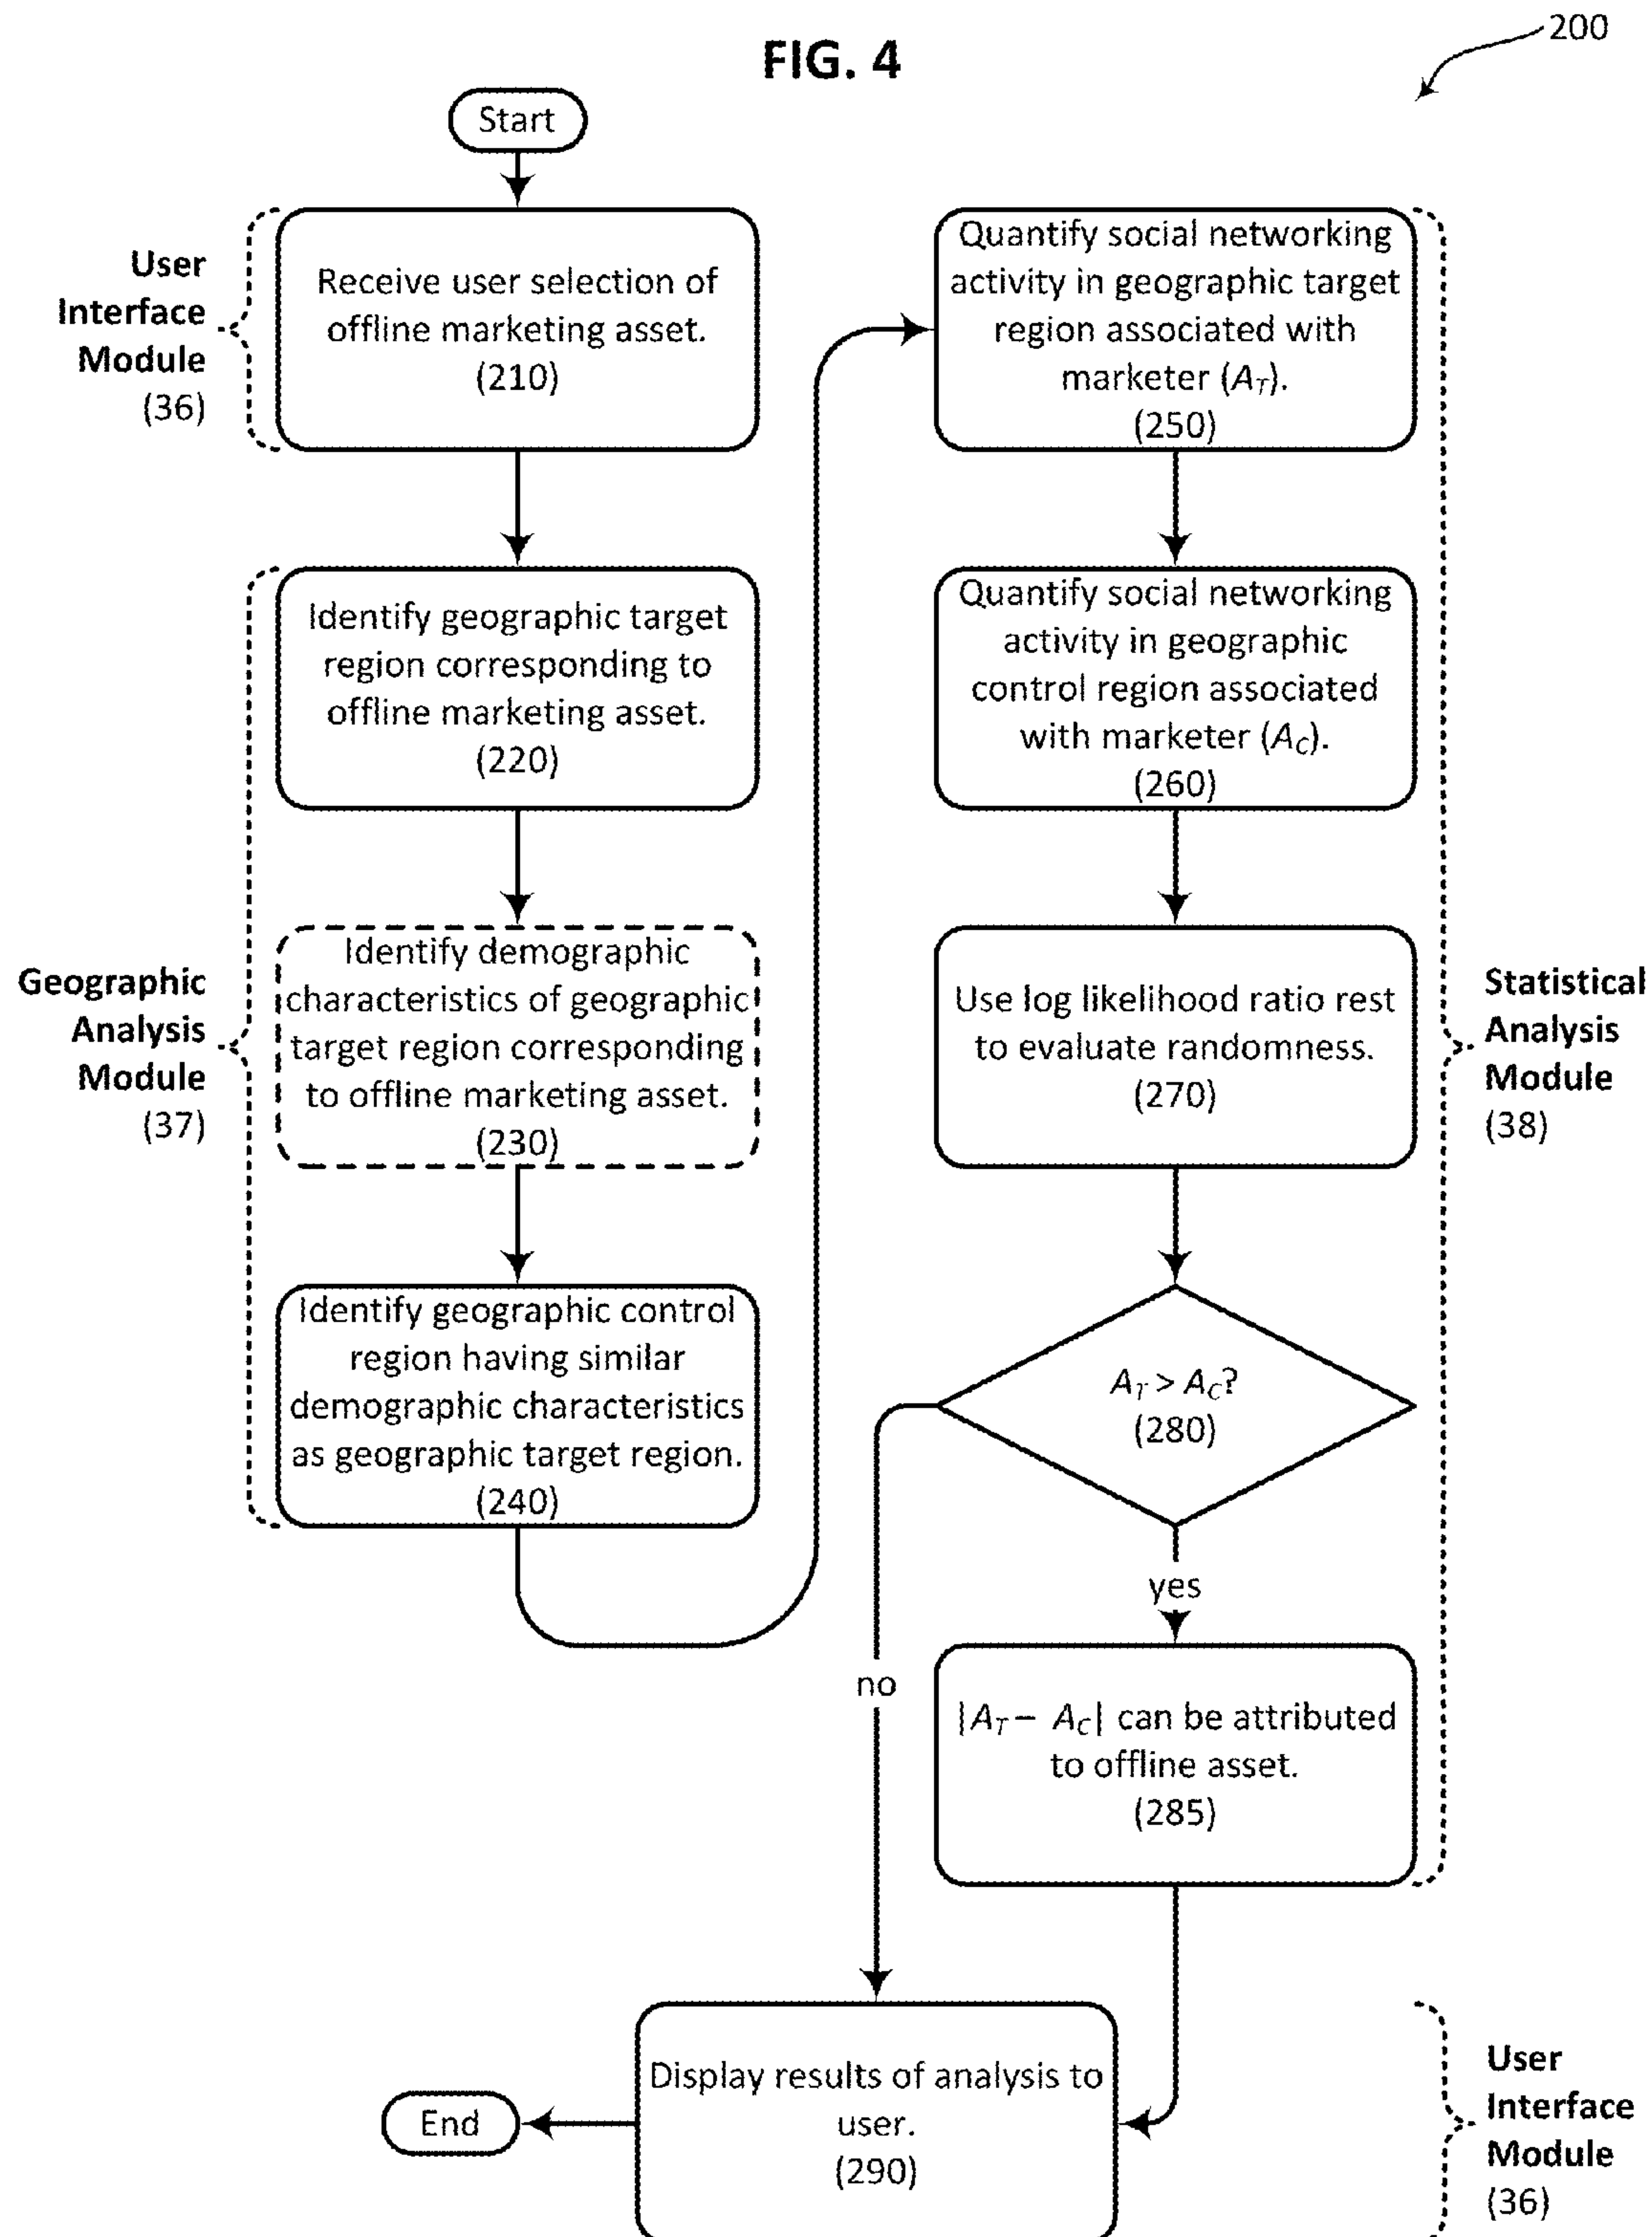 FIG. 4
200
Start
User
Interface
Module
(36)
Receive user selection of
offline marketing asset.
(210)
Geographic
Analysis
Module
(37)
Identify geographic target
region corresponding to
offline marketing asset.
(220)
Identify demographic
characteristics of geographic
target region corresponding
to offline marketing asset.
(230)
Identify geographic control
region having similar
demographic characteristics
as geographic target region.
(240)
Quantify social networking
activity in geographic target
region associated with
marketer (A_T).
(250)
Quantify social networking
activity in geographic
control region associated
with marketer (A_C).
(260)
Use log likelihood ratio rest
to evaluate randomness.
(270)
Statistical
Analysis
Module
(38)
A_T > A_C?
(280)
yes
no
|A_T − A_C| can be attributed
to offline asset.
(285)
Display results of analysis to
user.
(290)
End
User
Interface
Module
(36)